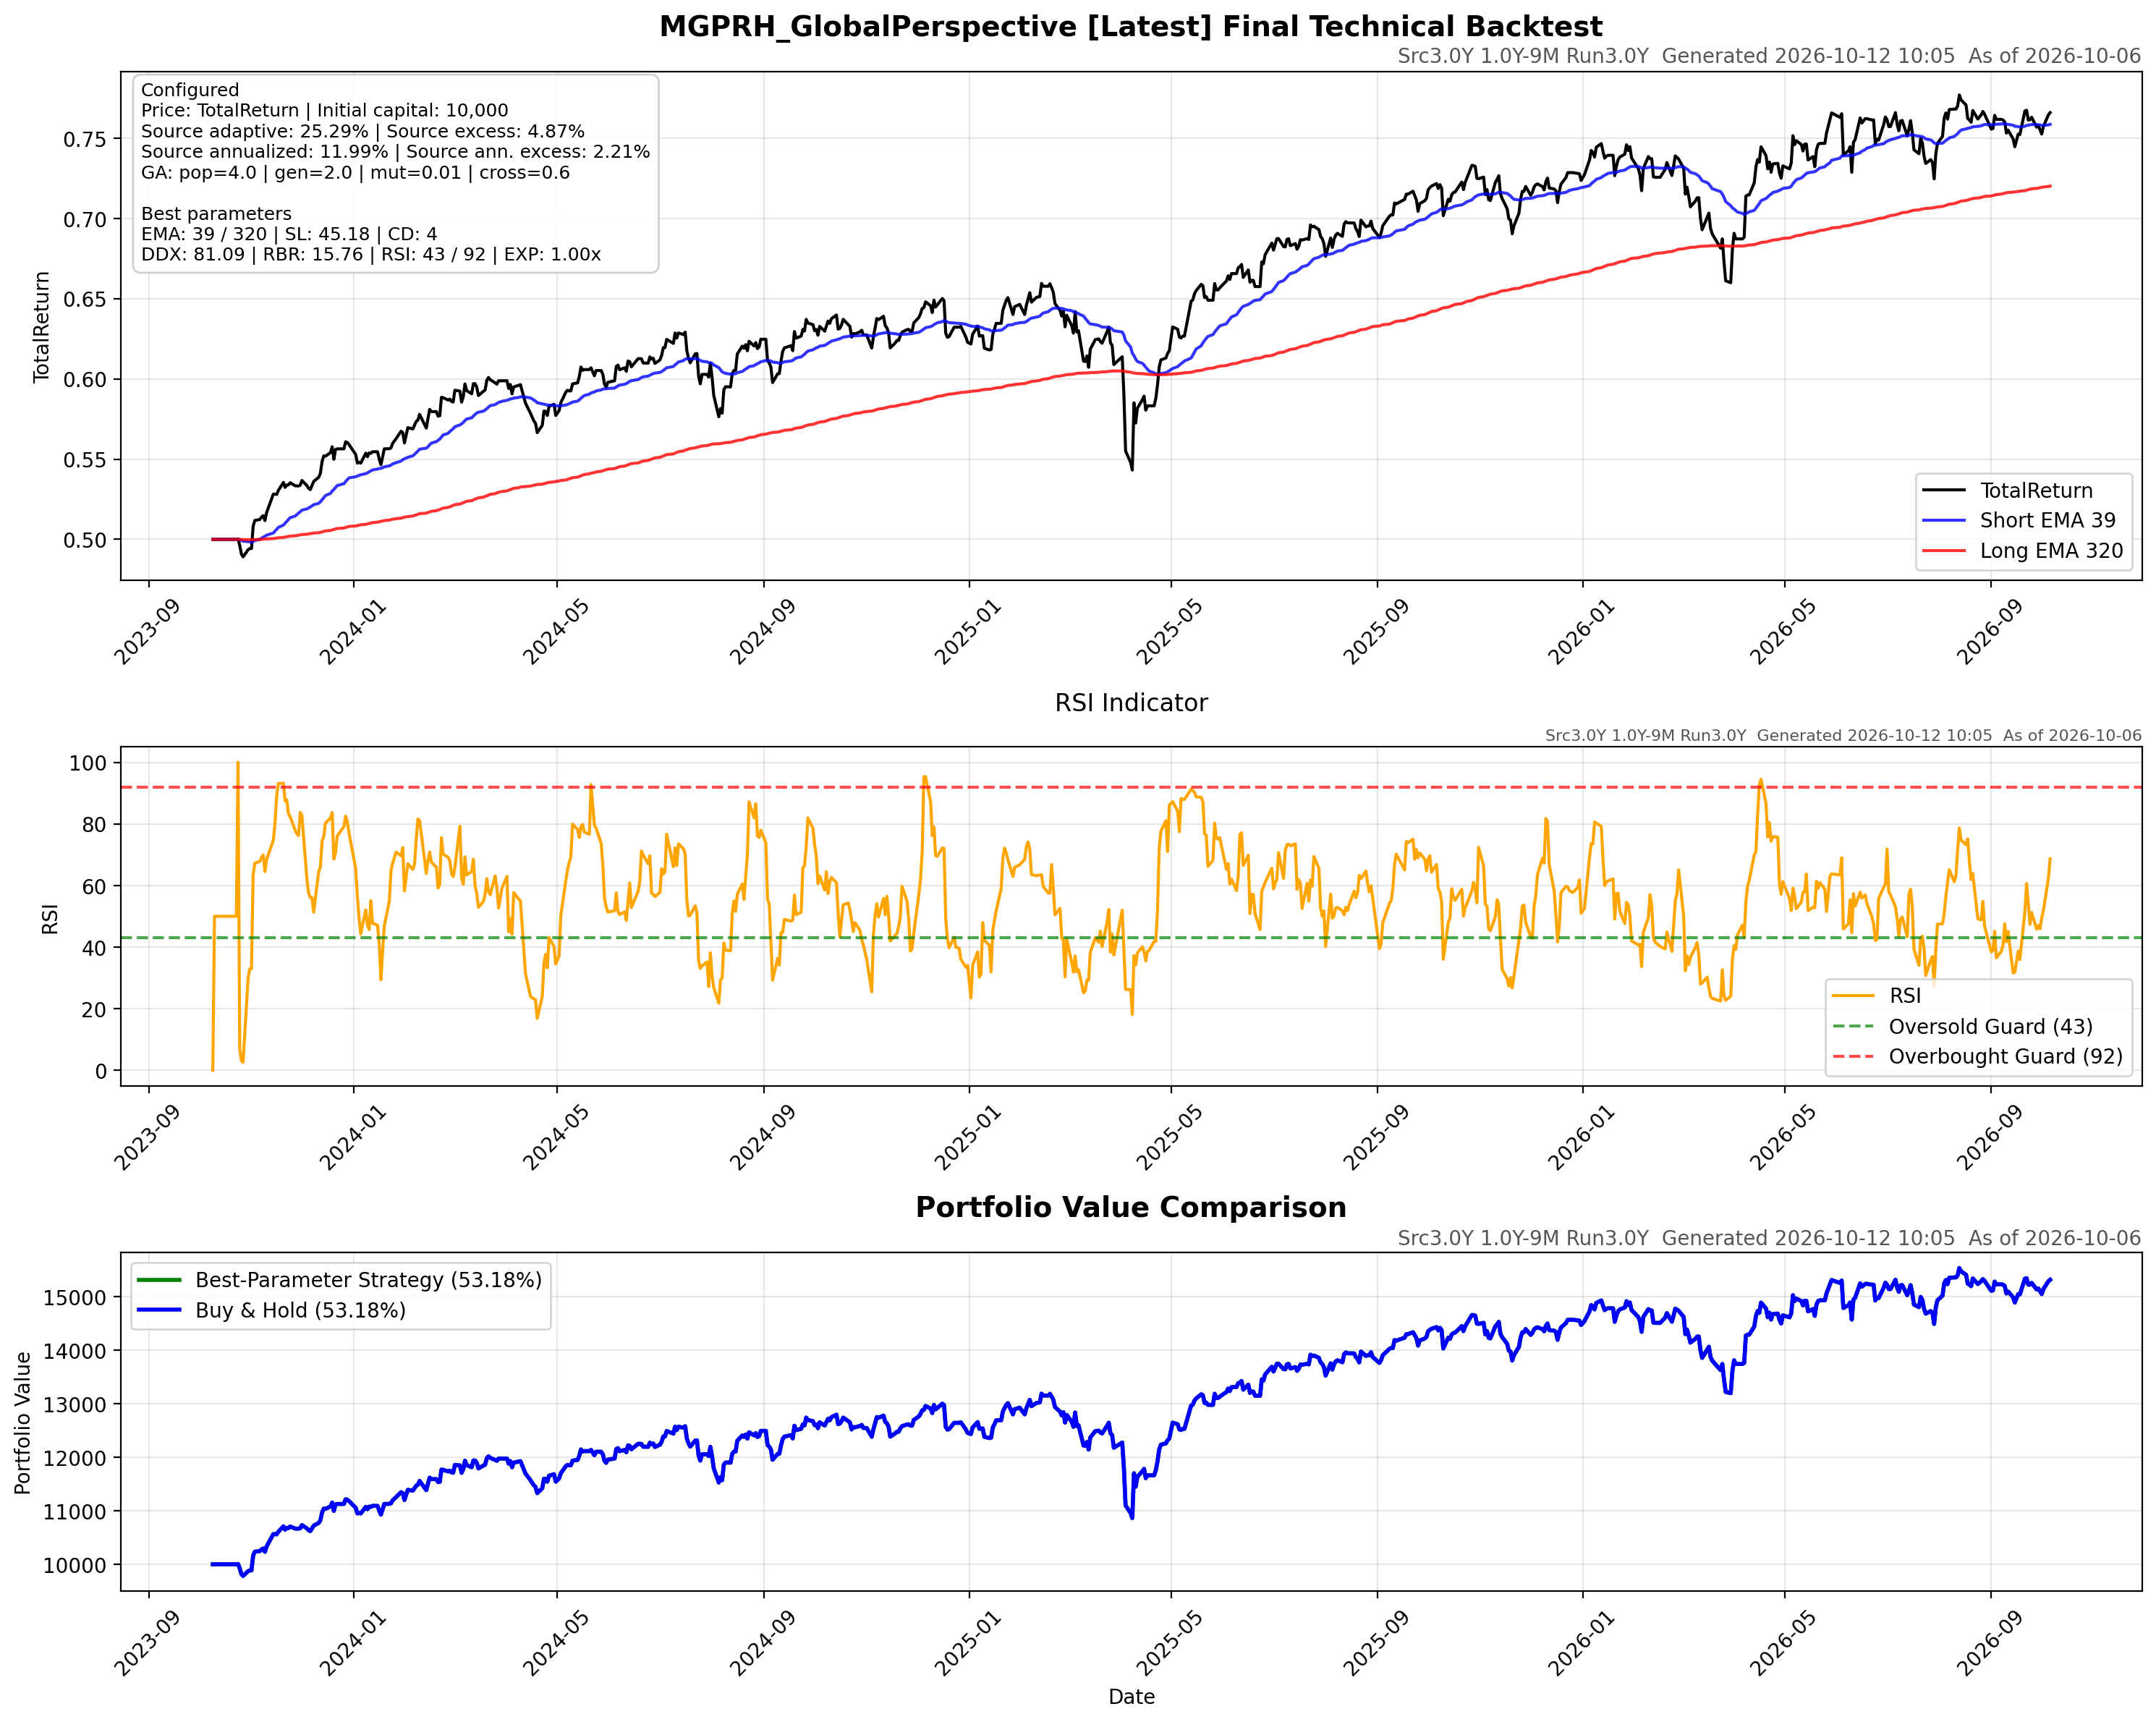 MGPRH_GlobalPerspective [Latest] Final Technical Backtest
Src3.0Y 1.0Y-9M Run3.0Y  Generated 2026-10-12 10:05  As of 2026-10-06
Configured
Price: TotalReturn | Initial capital: 10,000
Source adaptive: 25.29% | Source excess: 4.87%
Source annualized: 11.99% | Source ann. excess: 2.21%
GA: pop=4.0 | gen=2.0 | mut=0.01 | cross=0.6
Best parameters
EMA: 39 / 320 | SL: 45.18 | CD: 4
DDX: 81.09 | RBR: 15.76 | RSI: 43 / 92 | EXP: 1.00x
TotalReturn
0.75
0.70
0.65
0.60
0.55
0.50
TotalReturn
Short EMA 39
Long EMA 320
2023-09
2024-01
2024-05
2024-09
2025-01
2025-05
2025-09
2026-01
2026-05
2026-09
RSI Indicator
Src3.0Y 1.0Y-9M Run3.0Y  Generated 2026-10-12 10:05  As of 2026-10-06
RSI
100
80
60
40
20
0
RSI
Oversold Guard (43)
Overbought Guard (92)
2023-09
2024-01
2024-05
2024-09
2025-01
2025-05
2025-09
2026-01
2026-05
2026-09
Portfolio Value Comparison
Src3.0Y 1.0Y-9M Run3.0Y  Generated 2026-10-12 10:05  As of 2026-10-06
Best-Parameter Strategy (53.18%)
Buy & Hold (53.18%)
Portfolio Value
15000
14000
13000
12000
11000
10000
2023-09
2024-01
2024-05
2024-09
2025-01
2025-05
2025-09
2026-01
2026-05
2026-09
Date